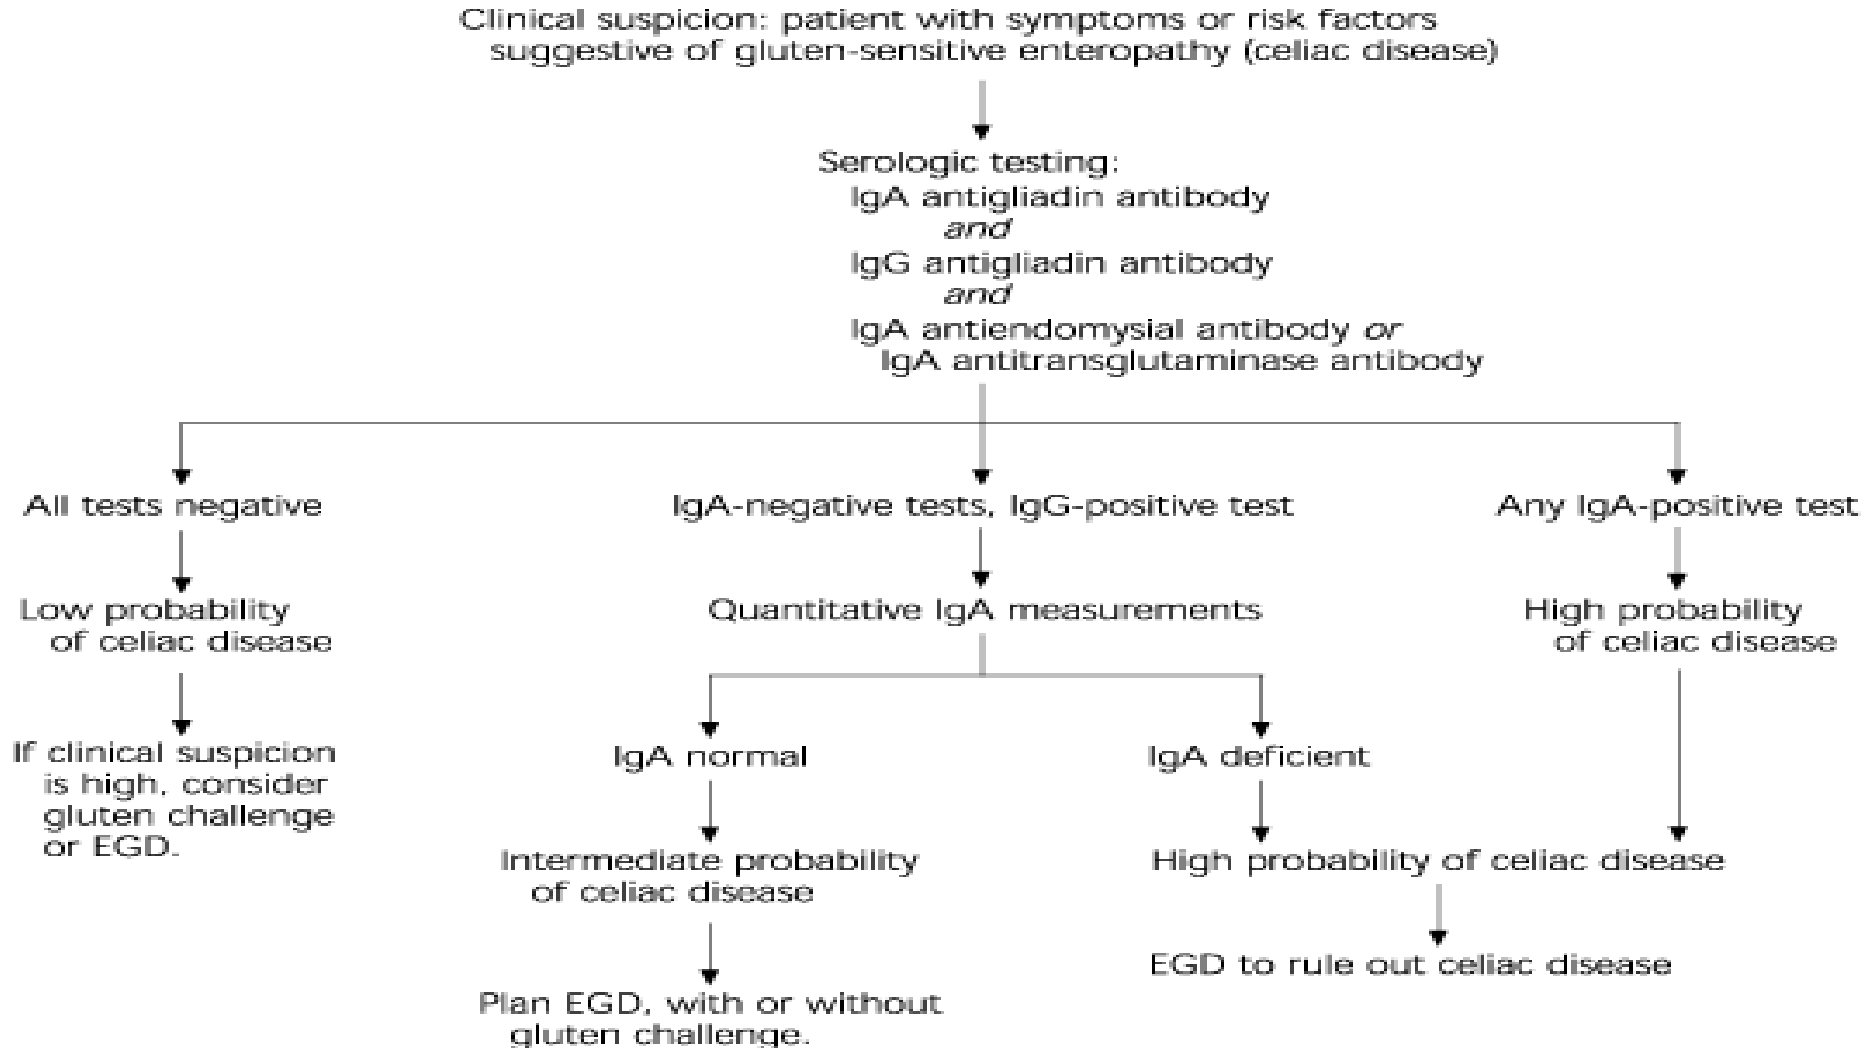 Clinical suspicion: patient with symptoms or risk factors
suggestive of gluten-sensitive enteropathy (celiac disease)
Serologic testing:
IgA antigliadin antibody
and
IgG antigliadin antibody
and
IgA antiendomysial antibody or
IgA antitransglutaminase antibody
All tests negative
IgA-negative tests, IgG-positive test
Any IgA-positive test
Low probability
of celiac disease
Quantitative IgA measurements
High probability
of celiac disease
If clinical suspicion
is high, consider
gluten challenge
or EGD.
IgA normal
IgA deficient
Intermediate probability
of celiac disease
High probability of celiac disease
Plan EGD, with or without
gluten challenge.
EGD to rule out celiac disease